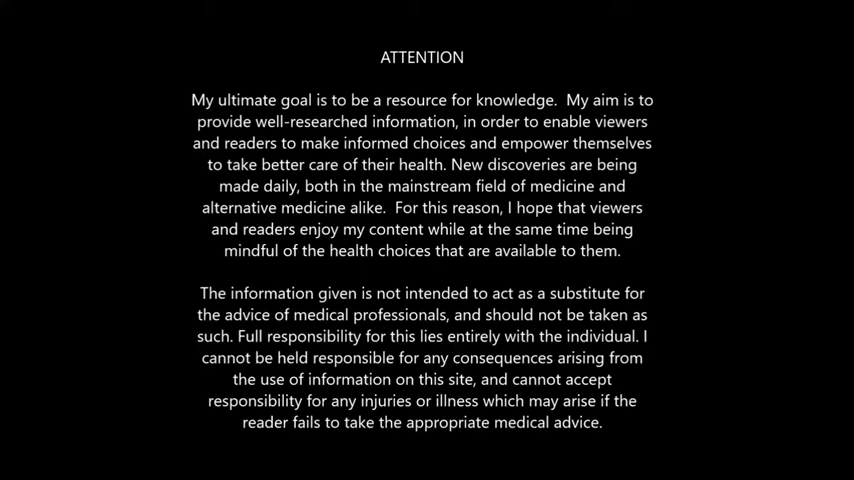 ATTENTION
My ultimate goal is to be a resource for knowledge.  My aim is to
provide well-researched information, in order to enable viewers
and readers to make informed choices and empower themselves
to take better care of their health. New discoveries are being
made daily, both in the mainstream field of medicine and
alternative medicine alike.  For this reason, I hope that viewers
and readers enjoy my content while at the same time being
mindful of the health choices that are available to them.
The information given is not intended to act as a substitute for
the advice of medical professionals, and should not be taken as
such. Full responsibility for this lies entirely with the individual. I
cannot be held responsible for any consequences arising from
the use of information on this site, and cannot accept
responsibility for any injuries or illness which may arise if the
reader fails to take the appropriate medical advice.